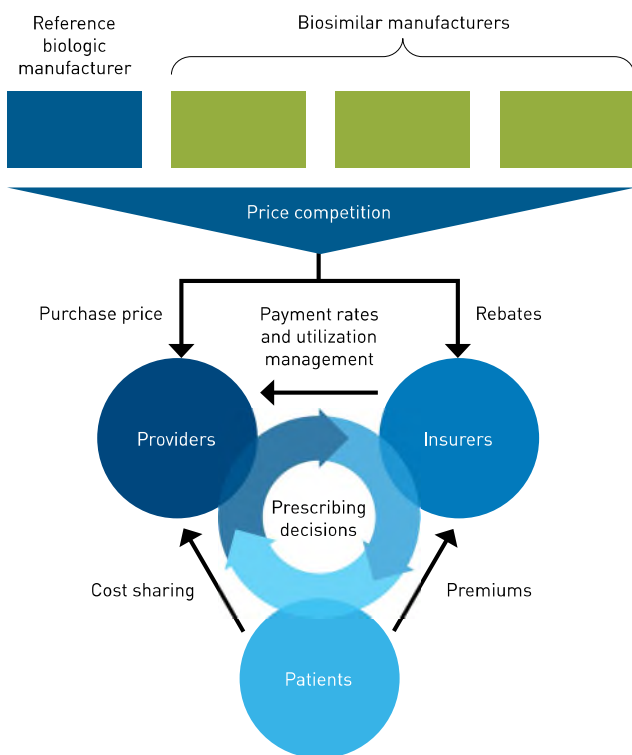 Reference
biologic
manufacturer
Biosimilar manufacturers
Price competition
Purchase price
Payment rates
and utilization
management
Rebates
Providers
Insurers
Prescribing
decisions
Cost sharing
Premiums
Patients